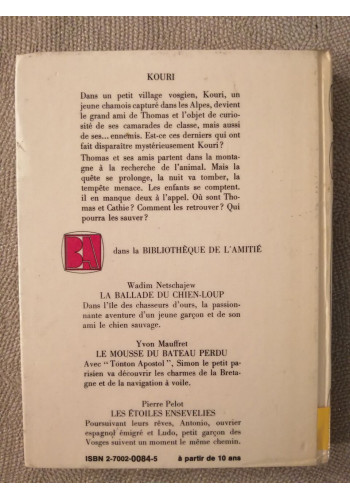 KOURI
Dans un petit village vosgien, Kouri, un
jeune chamois capturé dans les Alpes, devient
le grand ami de Thomas et l'objet de curio-
sité de ses camarades de classe, mais aussi
de ses... ennemis. Est-ce ces derniers qui ont
fait disparaître mystérieusement Kouri?
Thomas et ses amis partent dans la monta-
gne à la recherche de l'animal. Mais la
quête se prolonge, la nuit va tomber, la
tempête menace. Les enfants se comptent.
il en manque deux à l'appel. Où sont Tho-
mas et Cathie? Comment les retrouver? Qui
pourra les sauver?
BA
dans la BIBLIOTHÈQUE DE L'AMITIÉ
Wadim Netschajew
LA BALLADE DU CHIEN-LOUP
Dans l'île des chasseurs d'ours, la passion-
nante aventure d'un jeune garçon et de son
ami le chien sauvage.
Yvon Mauffret
LE MOUSSE DU BATEAU PERDU
Avec "Tonton Apostol", Simon le petit pa-
risien va découvrir les charmes de la Breta-
gne et de la navigation à voile.
Pierre Pelot
LES ÉTOILES ENSEVELIES
Poursuivant leurs rêves, Antonio, ouvrier
espagnol émigré et Ludo, petit garçon des
Vosges suivent un moment le même chemin.
ISBN 2-7002-0084-5 à partir de 10 ans